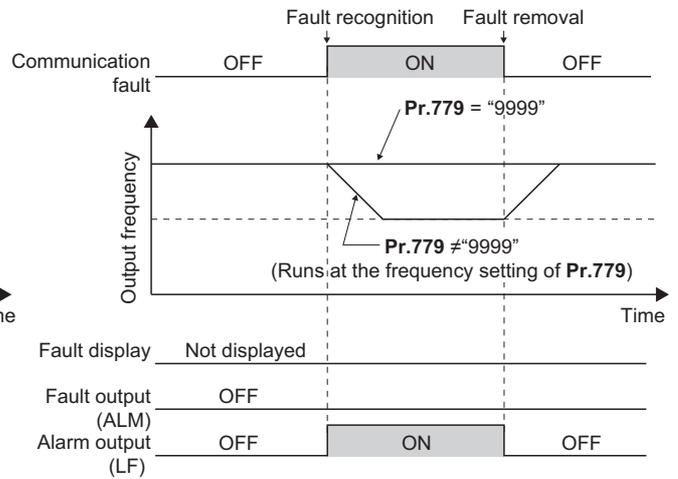 Fault recognition Fault removal
Communication fault OFF ON OFF
Pr.779 = “9999”
Output frequency
Pr.779 ≠“9999”
(Runs at the frequency setting of Pr.779)
Time
Fault display Not displayed
Fault output (ALM) OFF
Alarm output (LF) OFF ON OFF